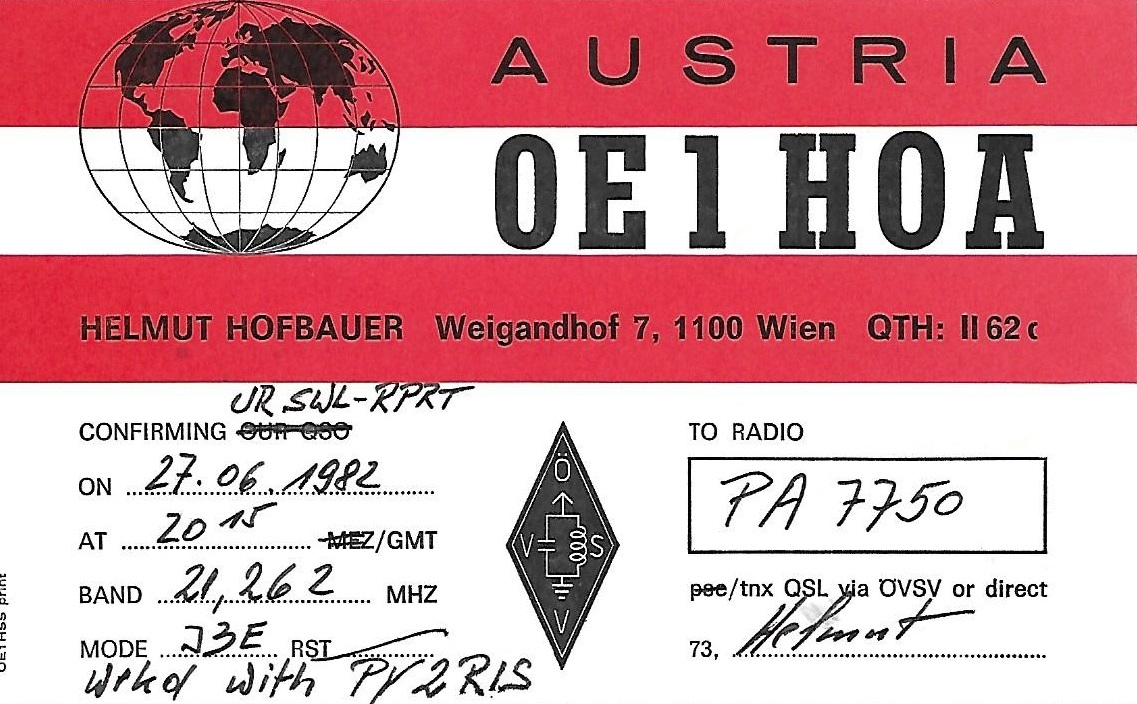 AUSTRIA
OE1HOA
HELMUT HOFBAUER Weigandhof 7, 1100 Wien QTH: II 62 c
UR SWL-RPRT
CONFIRMING OUR QSO
ON 27.06.1982
AT 20 15 MEZ/GMT
BAND 21,262 MHZ
MODE J3E RST
wrkd with PY2RIS
Ö
V S
V
TO RADIO
PA 7750
pse/tnx QSL via ÖVSV or direct
73, Helmut
OE1HSS print